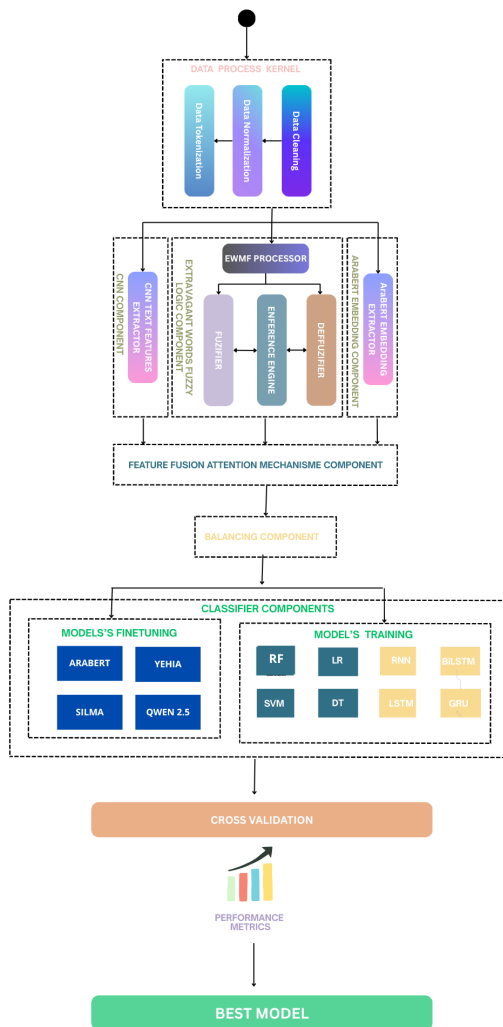 DATA PROCESS KERNEL
Data Tokenization
Data Normalization
Data Cleaning
CNN COMPONENT
CNN TEXT FEATURES
EXTRACTOR
EXTRAVAGANT WORDS FUZZY
LOGIC COMPONENT
EWMF PROCESSOR
FUZIFIER
ENFERENCE ENGINE
DEFFUZIFIER
ARABERT EMBEDDING COMPONENT
AraBERT EMBEDDING
EXTRACTOR
FEATURE FUSION ATTENTION MECHANISME COMPONENT
BALANCING COMPONENT
CLASSIFIER COMPONENTS
MODELS'S FINETUNING
ARABERT
YEHIA
SILMA
QWEN 2.5
MODEL'S TRAINING
RF
LR
RNN
BiLSTM
SVM
DT
LSTM
GRU
CROSS VALIDATION
PERFORMANCE
METRICS
BEST MODEL